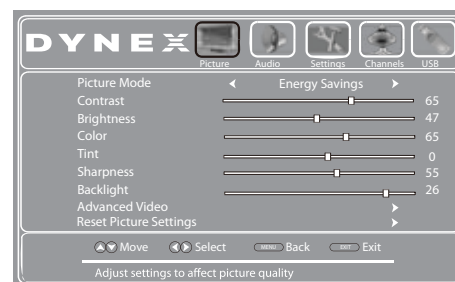 DYNEX
Picture Audio Settings Channels USB
Picture Mode Energy Savings
Contrast 65
Brightness 47
Color 65
Tint 0
Sharpness 55
Backlight 26
Advanced Video
Reset Picture Settings
Move Select MENU Back EXIT Exit
Adjust settings to affect picture quality